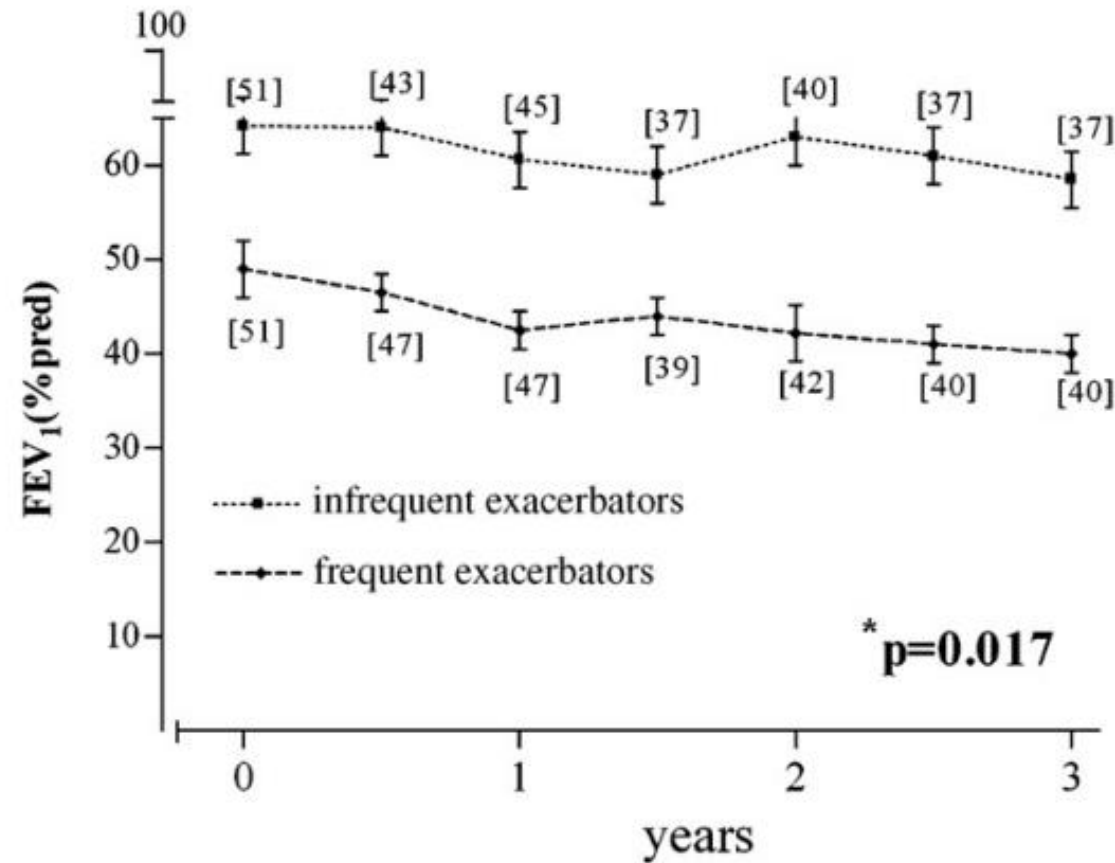 100
[51] [43] [45] [37] [40] [37] [37]
60
50
[51] [47] [47] [39] [42] [40] [40]
40
30
infrequent exacerbators
20
frequent exacerbators
10
*p=0.017
FEV1(%pred)
0 1 2 3
years